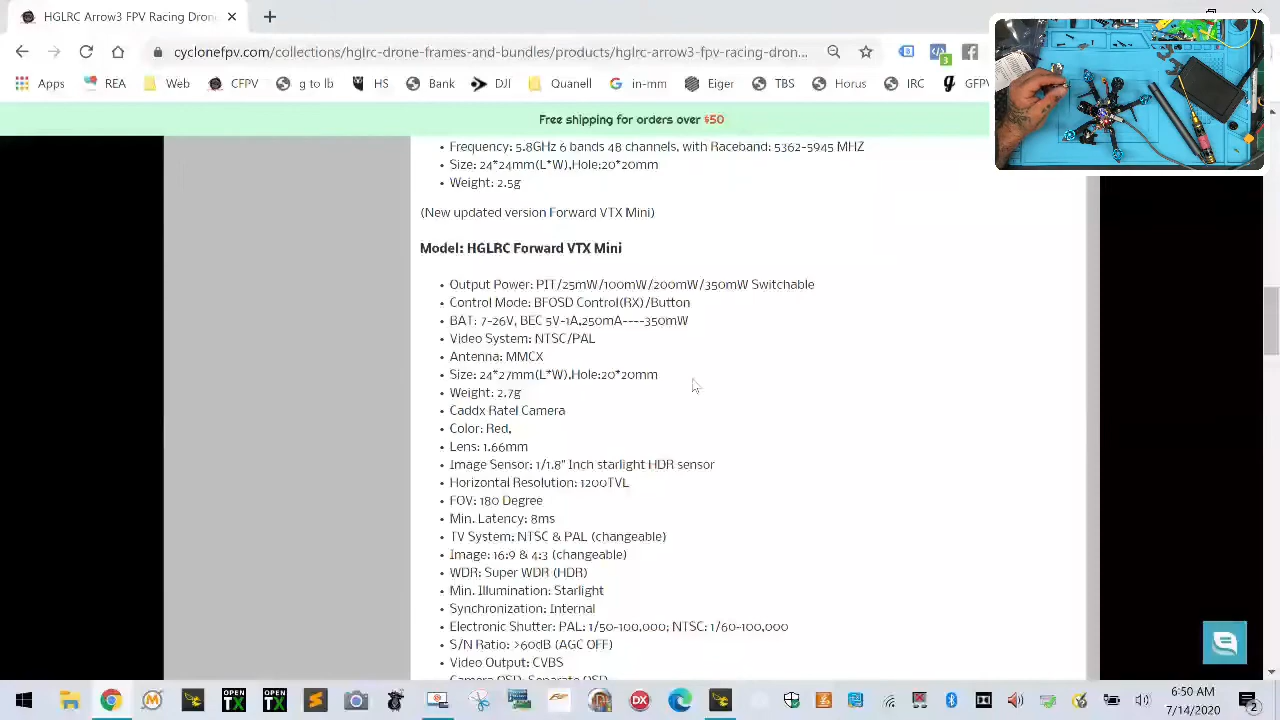 HGLRC Arrow3 FPV Racing Dron
cyclonefpv.com/collections/hglrc-official-branded-bundles/products/hglrc-arrow3-fpv-racing-dron...
3
Apps REA Web CFPV g to lb HS Bank DJI Quanell in-mm Eiger TBS Horus IRC GFPV
Free shipping for orders over $50
Frequency: 5.8GHz 6 bands 48 channels, with Raceband: 5362-5945 MHZ
• Size: 24*24mm(L*W),Hole:20*20mm
• Weight: 2.5g
(New updated version Forward VTX Mini)
Model: HGLRC Forward VTX Mini
• Output Power: PIT/25mW/100mW/200mW/350mW Switchable
• Control Mode: BFOSD Control(RX)/Button
• BAT: 7-26V, BEC 5V-1A,250mA----350mW
• Video System: NTSC/PAL
• Antenna: MMCX
• Size: 24*27mm(L*W),Hole:20*20mm
• Weight: 2.7g
• Caddx Ratel Camera
• Color: Red,
• Lens: 1.66mm
• Image Sensor: 1/1.8" Inch starlight HDR sensor
• Horizontal Resolution: 1200TVL
• FOV: 180 Degree
• Min. Latency: 8ms
• TV System: NTSC & PAL (changeable)
• Image: 16:9 & 4:3 (changeable)
• WDR: Super WDR (HDR)
• Min. Illumination: Starlight
• Synchronization: Internal
• Electronic Shutter: PAL: 1/50-100,000; NTSC: 1/60-100,000
• S/N Ratio: >60dB (AGC OFF)
• Video Output: CVBS
OPEN TX
OPEN TX
6:50 AM
7/14/2020
2